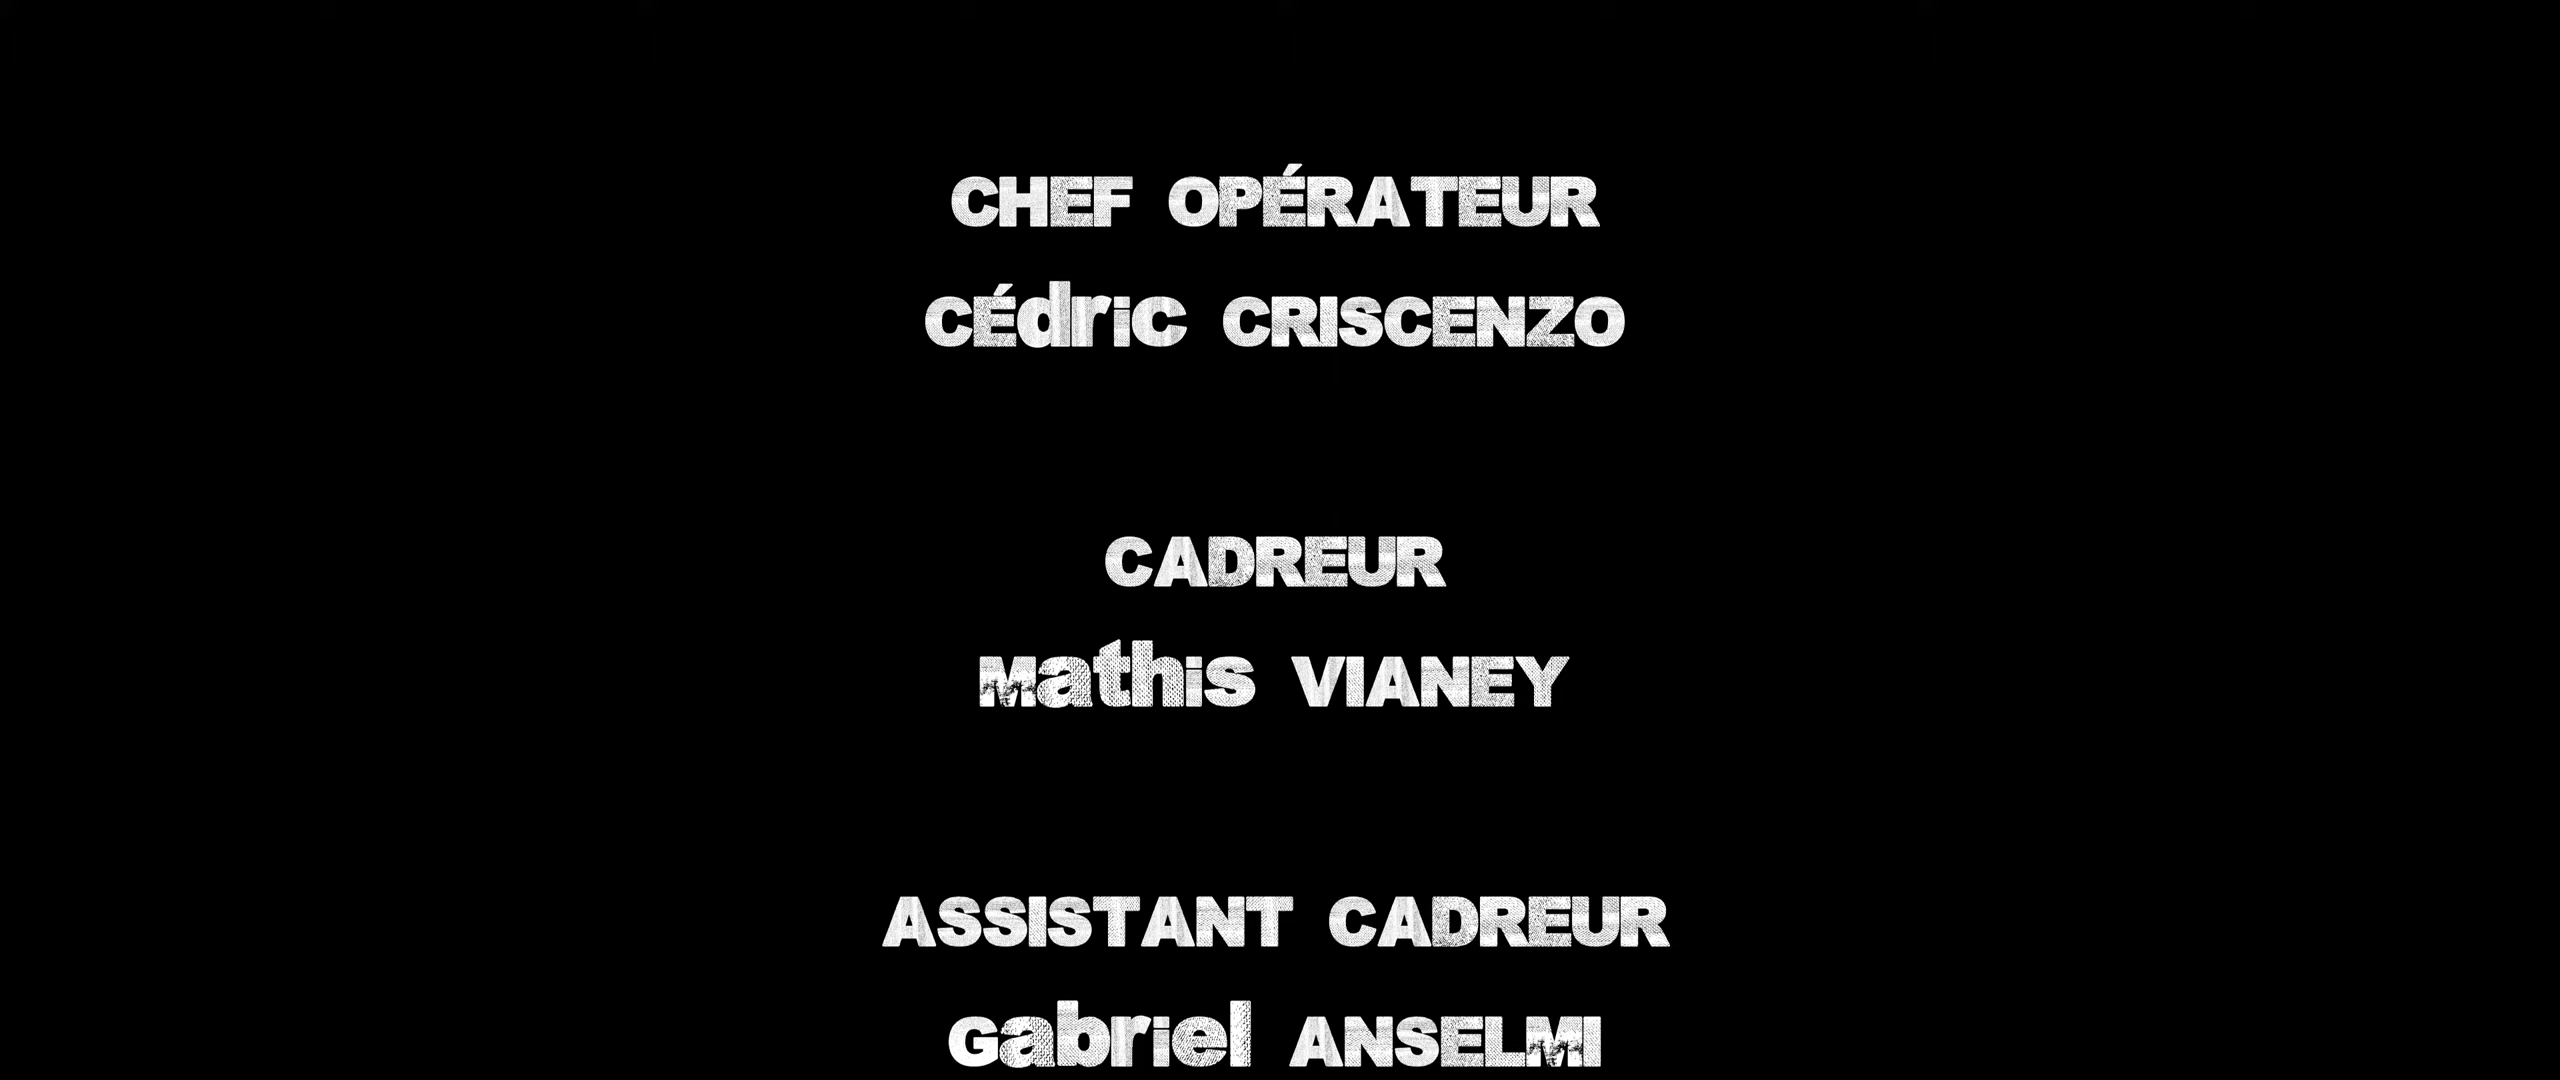 CHEF OPÉRATEUR
CÉdric CRISCENZO
CADREUR
Mathis VIANEY
ASSISTANT CADREUR
Gabriel ANSELMI